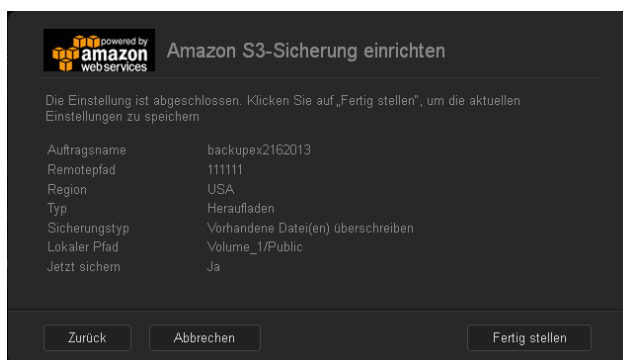 powered by
amazon
webservices
Amazon S3-Sicherung einrichten
Die Einstellung ist abgeschlossen. Klicken Sie auf „Fertig stellen“, um die aktuellen
Einstellungen zu speichern
Auftragsname backupex2162013
Remotepfad 111111
Region USA
Typ Heraufladen
Sicherungstyp Vorhandene Datei(en) überschreiben
Lokaler Pfad Volume_1/Public
Jetzt sichern Ja
Zurück Abbrechen Fertig stellen